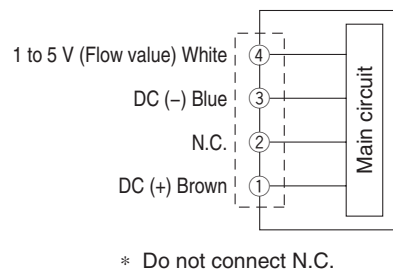 1 to 5 V (Flow value) White 4
DC (−) Blue 3
N.C. 2
DC (+) Brown 1
Main circuit
* Do not connect N.C.